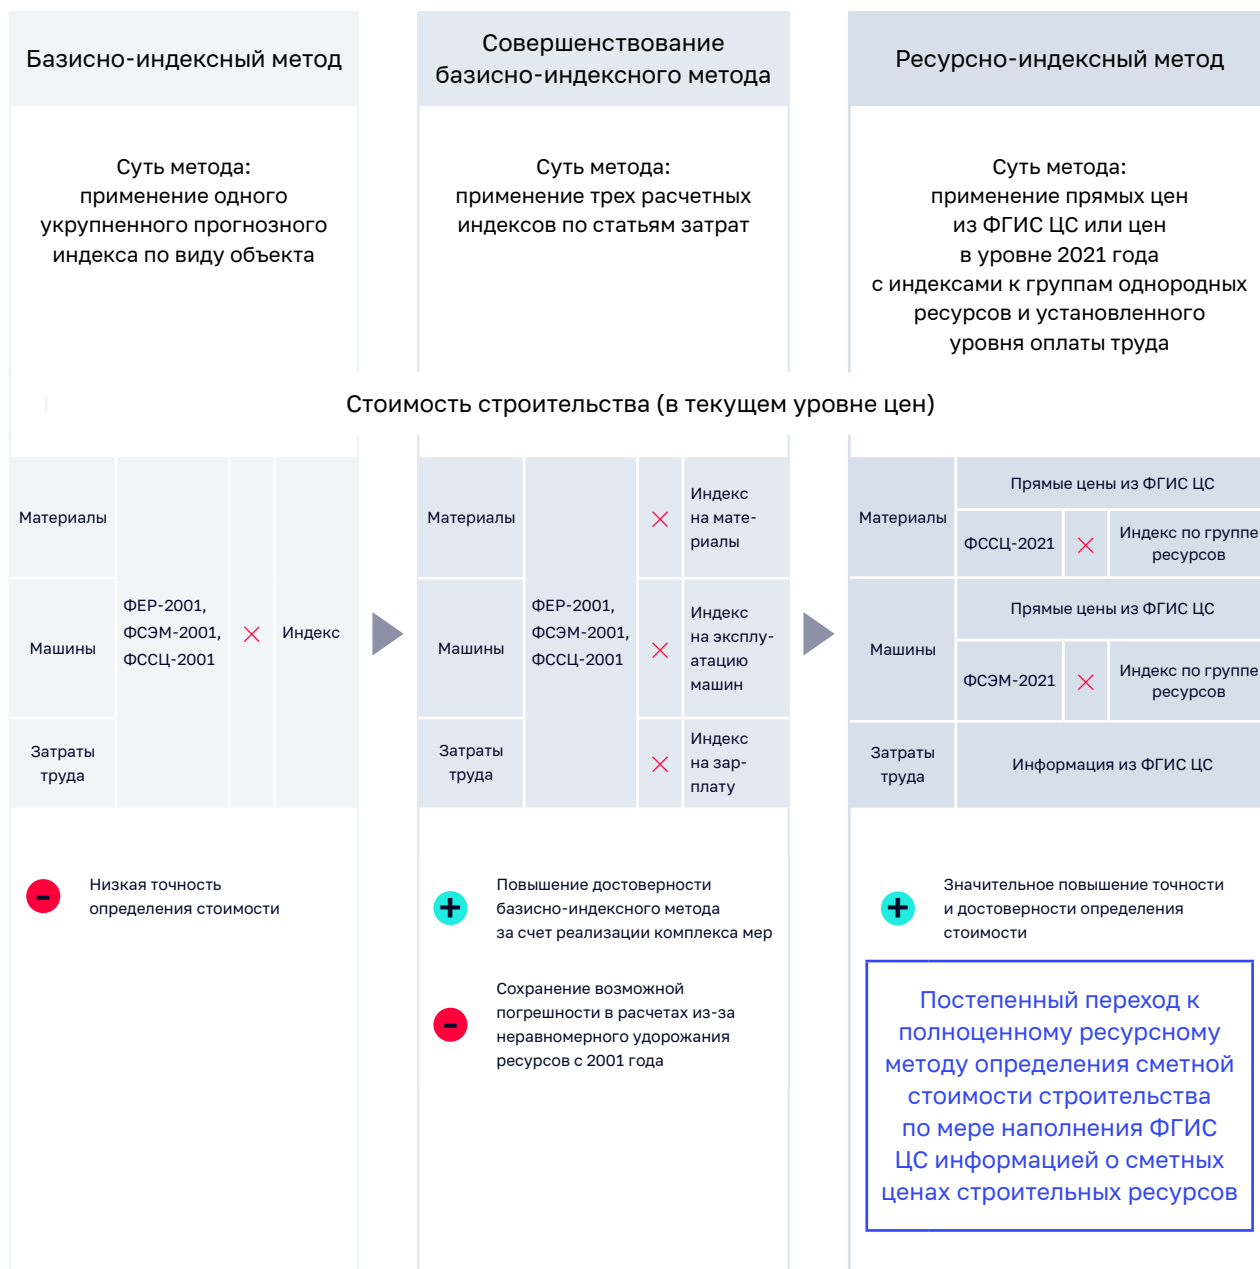 Базисно-индексный метод
Совершенствование
базисно-индексного метода
Ресурсно-индексный метод
Суть метода:
применение одного
укрупненного прогнозного
индекса по виду объекта
Суть метода:
применение трех расчетных
индексов по статьям затрат
Суть метода:
применение прямых цен
из ФГИС ЦС или цен
в уровне 2021 года
с индексами к группам однородных
ресурсов и установленного
уровня оплаты труда
Стоимость строительства (в текущем уровне цен)
Материалы
Машины
Затраты
труда
ФЕР-2001,
ФСЭМ-2001,
ФССЦ-2001
×
Индекс
Материалы
Машины
Затраты
труда
ФЕР-2001,
ФСЭМ-2001,
ФССЦ-2001
×
Индекс
на мате-
риалы
×
Индекс
на эксплу-
атацию
машин
×
Индекс
на зар-
плату
Материалы
Прямые цены из ФГИС ЦС
ФССЦ-2021
×
Индекс по группе
ресурсов
Машины
Прямые цены из ФГИС ЦС
ФСЭМ-2021
×
Индекс по группе
ресурсов
Затраты
труда
Информация из ФГИС ЦС
-
Низкая точность
определения стоимости
+
Повышение достоверности
базисно-индексного метода
за счет реализации комплекса мер
-
Сохранение возможной
погрешности в расчетах из-за
неравномерного удорожания
ресурсов с 2001 года
+
Значительное повышение точности
и достоверности определения
стоимости
Постепенный переход к
полноценному ресурсному
методу определения сметной
стоимости строительства
по мере наполнения ФГИС
ЦС информацией о сметных
ценах строительных ресурсов